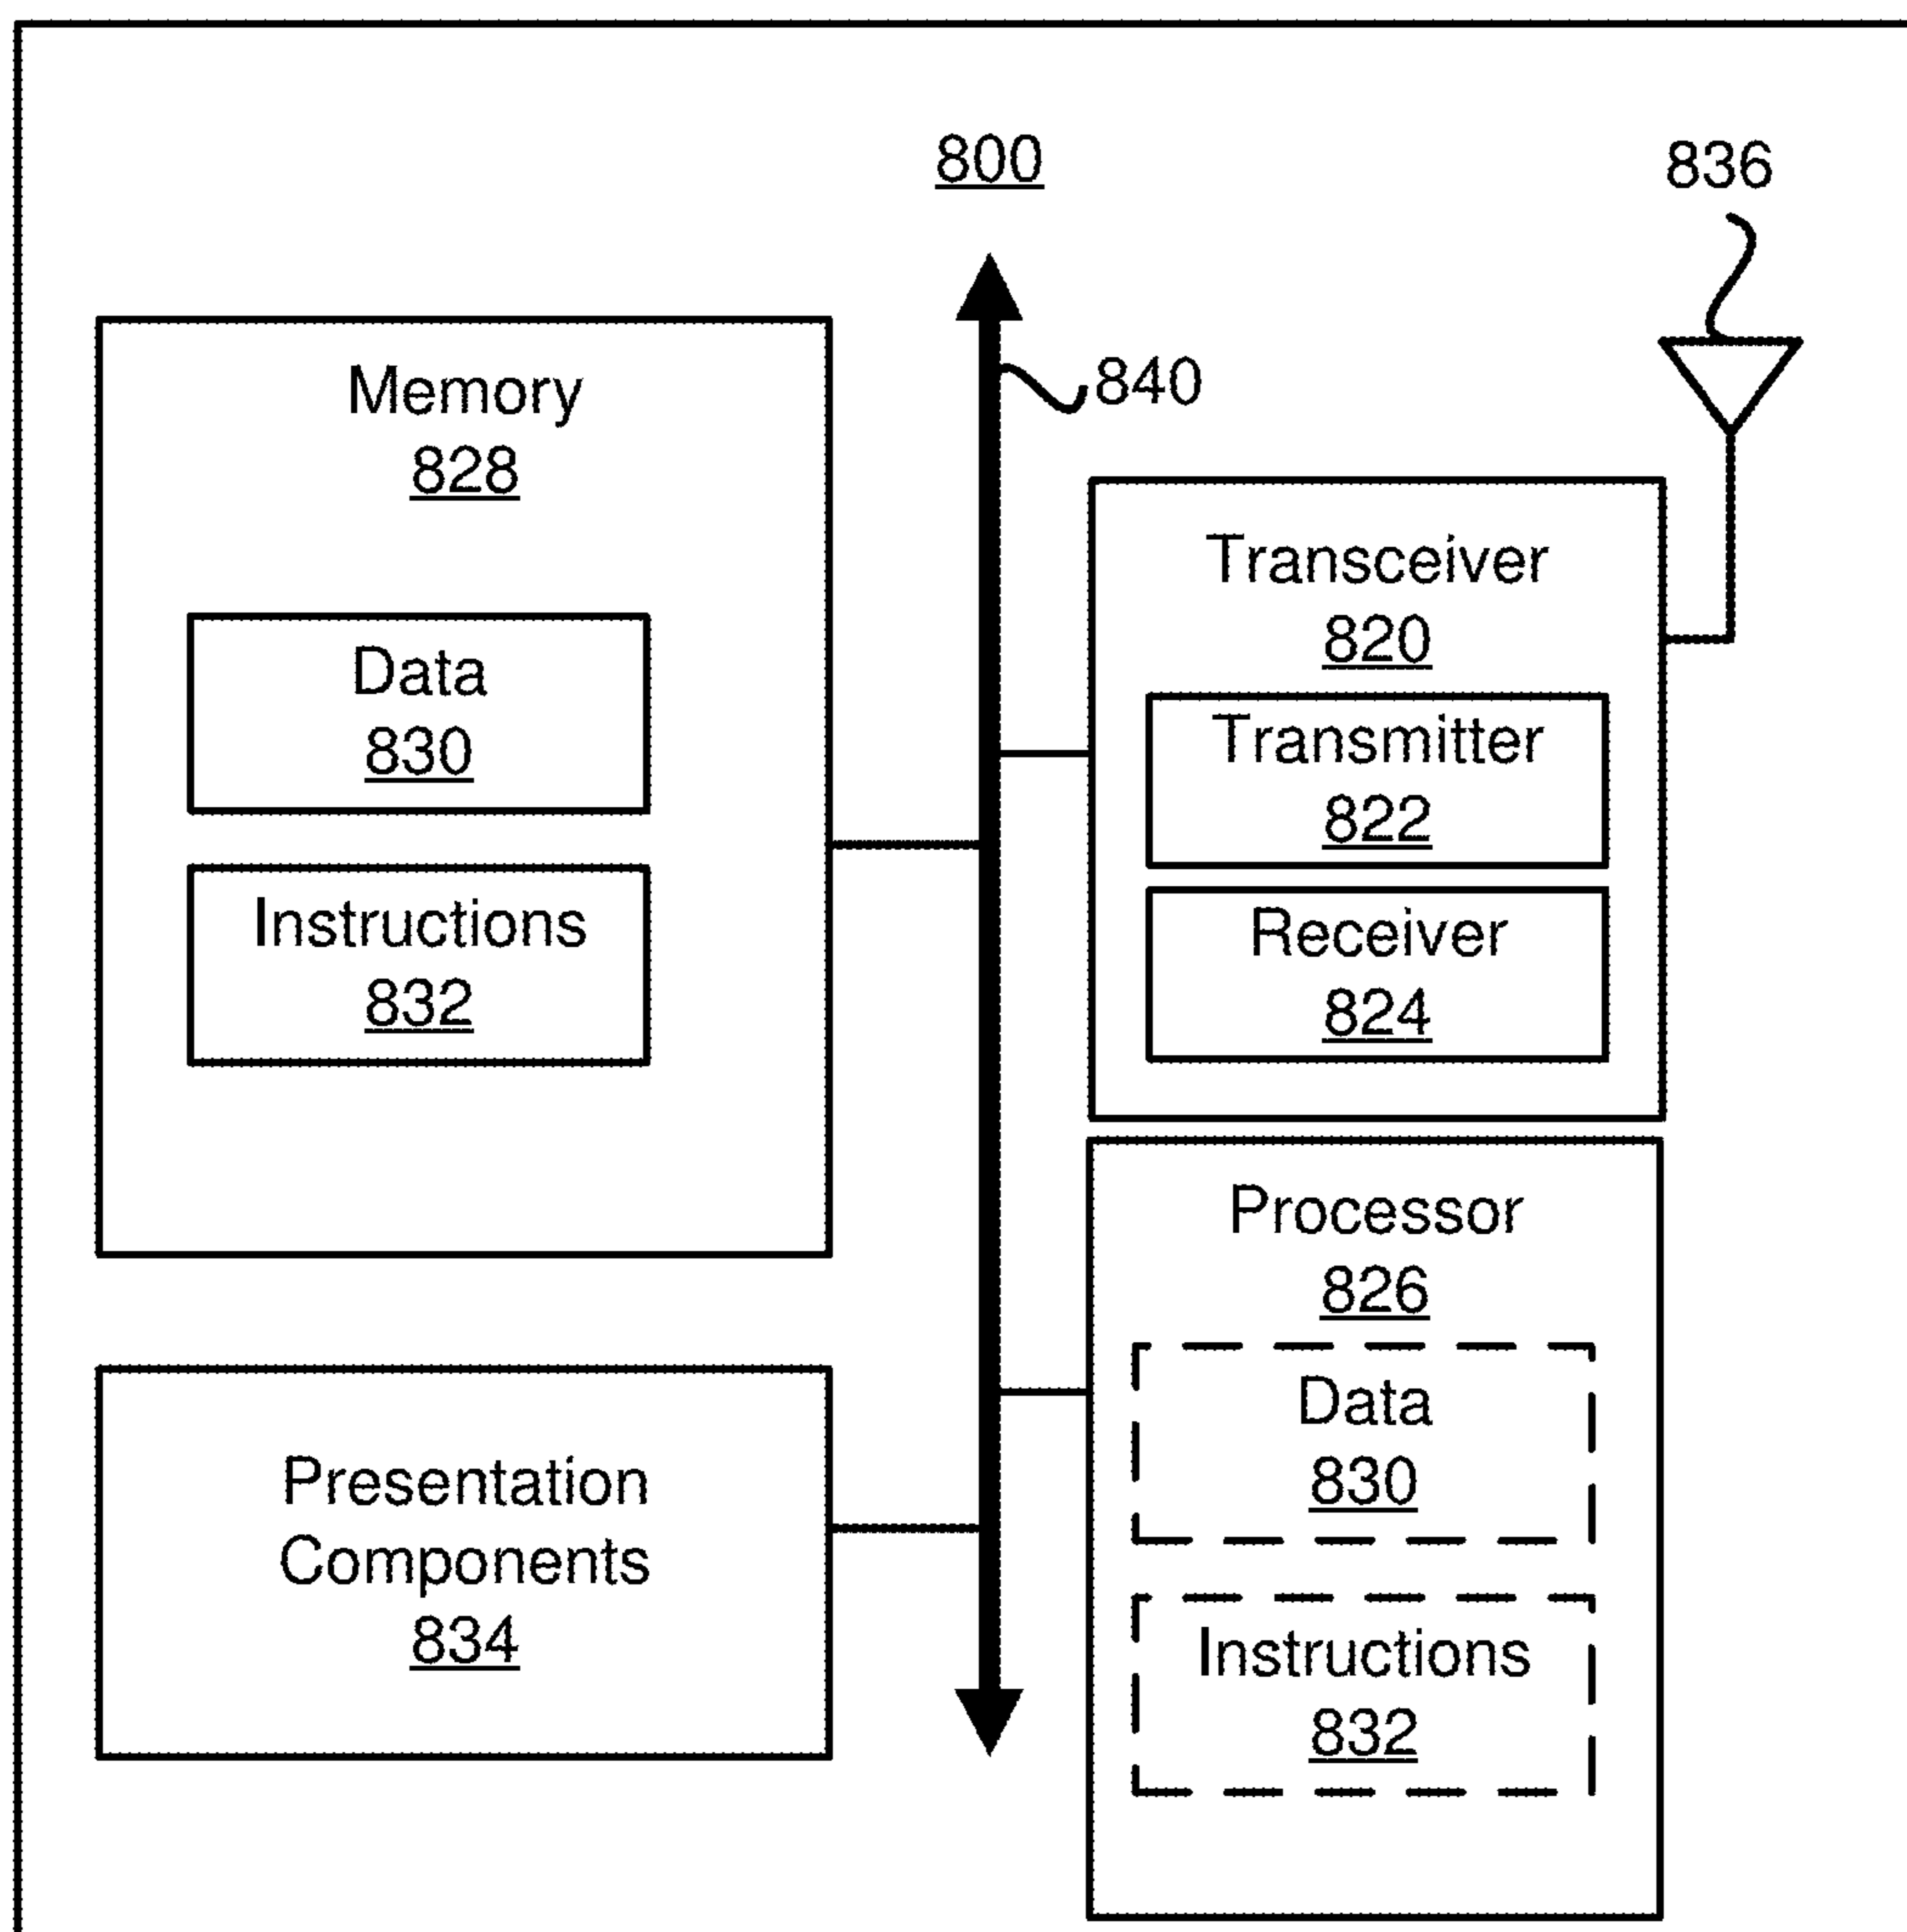 800
836
840
Memory
828
Data
830
Instructions
832
Transceiver
820
Transmitter
822
Receiver
824
Presentation
Components
834
Processor
826
Data
830
Instructions
832